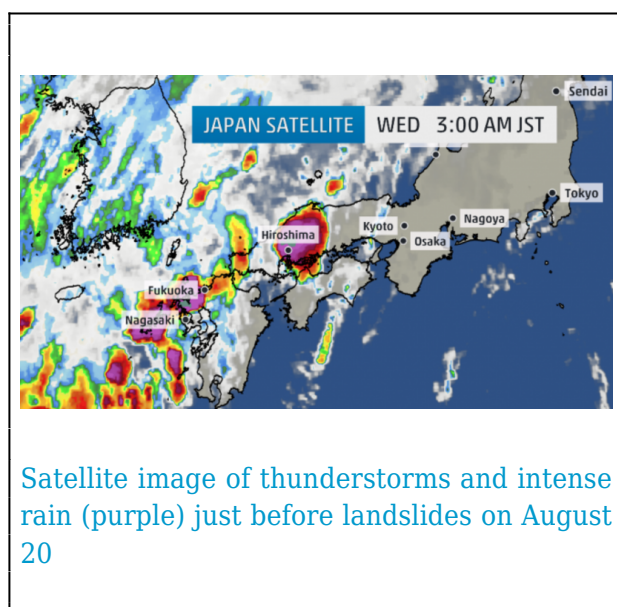 Sendai
JAPAN SATELLITE WED 3:00 AM JST
Tokyo
Nagoya
Kyoto
Hiroshima
Osaka
Fukuoka
Nagasaki
Satellite image of thunderstorms and intense
rain (purple) just before landslides on August
20